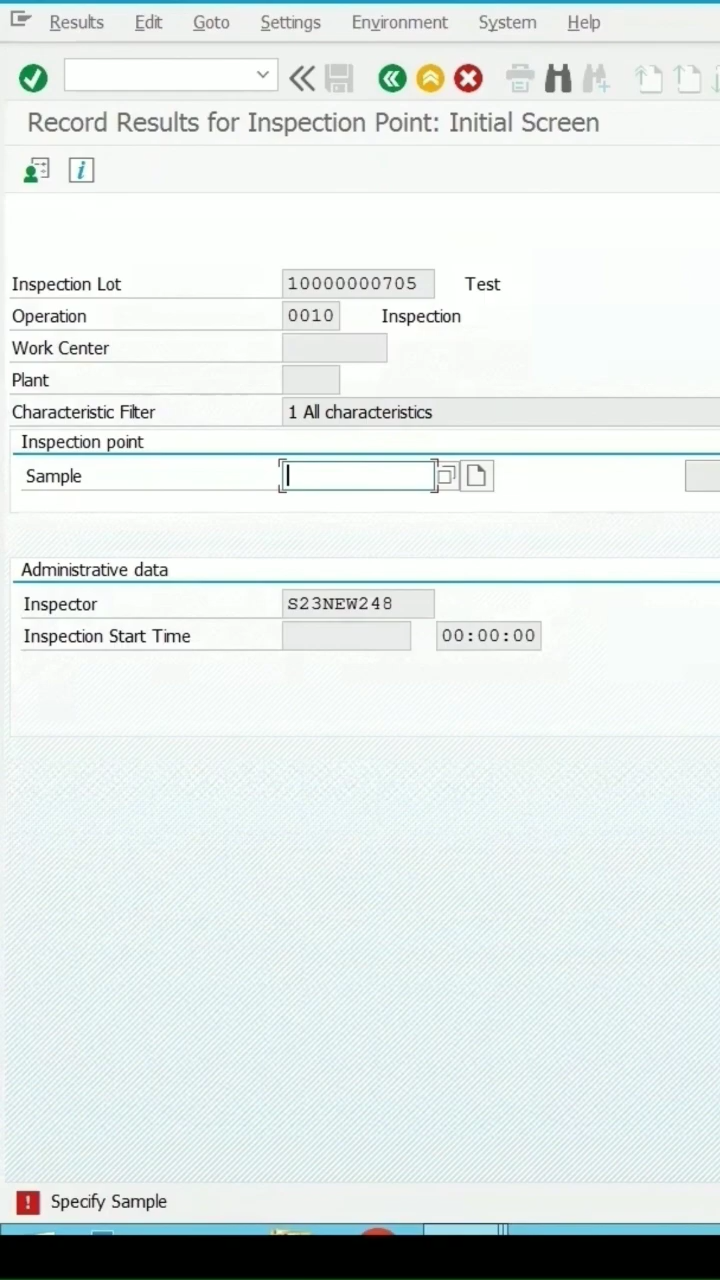 Results Edit Goto Settings Environment System Help
Record Results for Inspection Point: Initial Screen
Inspection Lot 10000000705 Test
Operation 0010 Inspection
Work Center
Plant
Characteristic Filter 1 All characteristics
Inspection point
Sample
Administrative data
Inspector S23NEW248
Inspection Start Time 00:00:00
Specify Sample